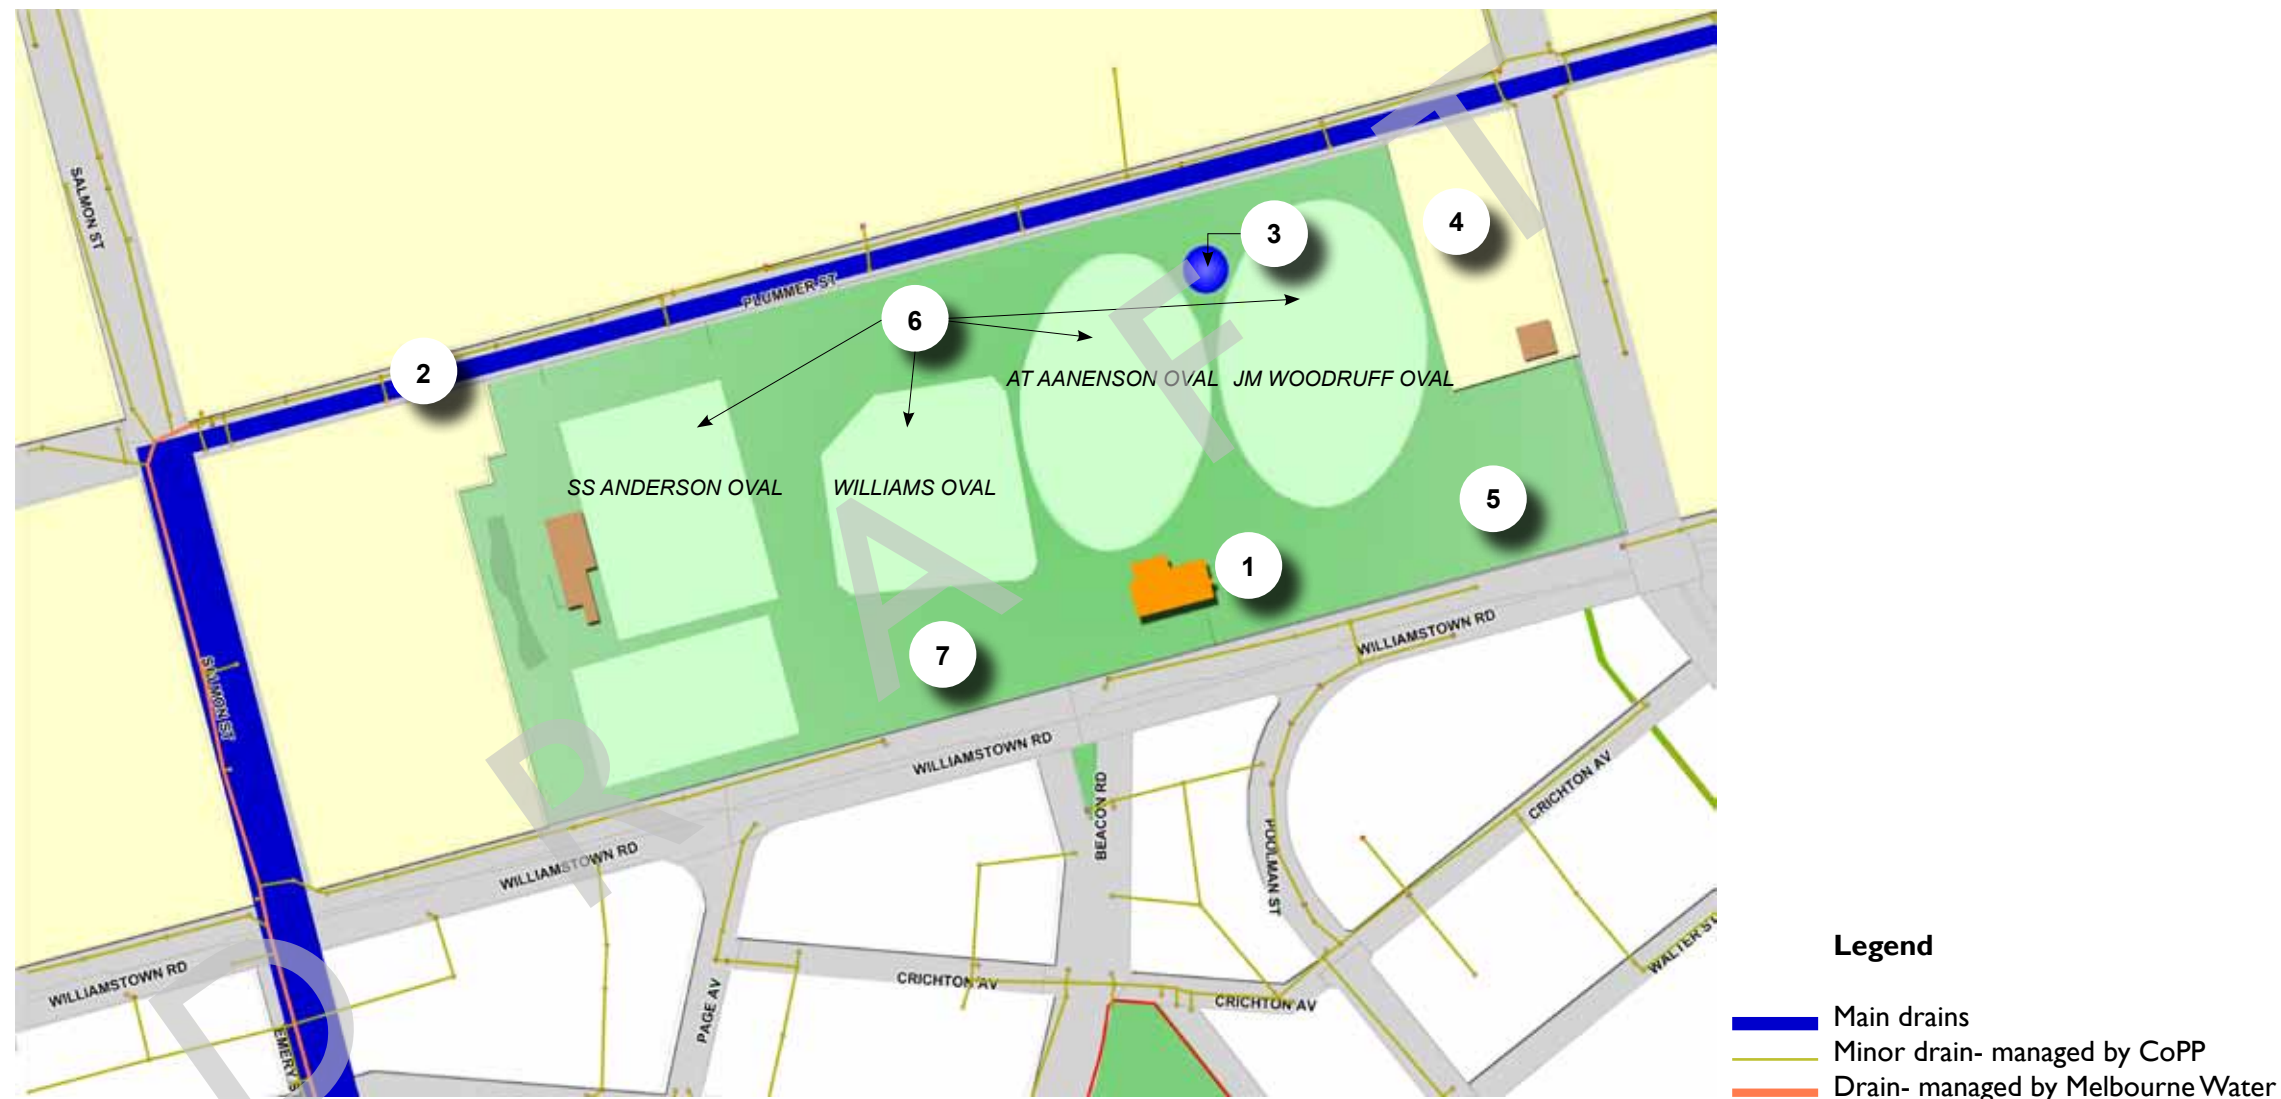 SALMON ST
PLUMMER ST
2
6
3
4
AT AANENSON OVAL
JM WOODRUFF OVAL
SS ANDERSON OVAL
WILLIAMS OVAL
5
1
7
SALMON ST
WILLIAMSTOWN RD
WILLIAMSTOWN RD
WILLIAMSTOWN RD
WILLIAMSTOWN RD
BEACON RD
POOLMAN ST
CRICHTON AV
WALTER ST
CRICHTON AV
CRICHTON AV
PAGE AV
EMERY S
DRAFT
Legend
Main drains
Minor drain- managed by CoPP
Drain- managed by Melbourne Water